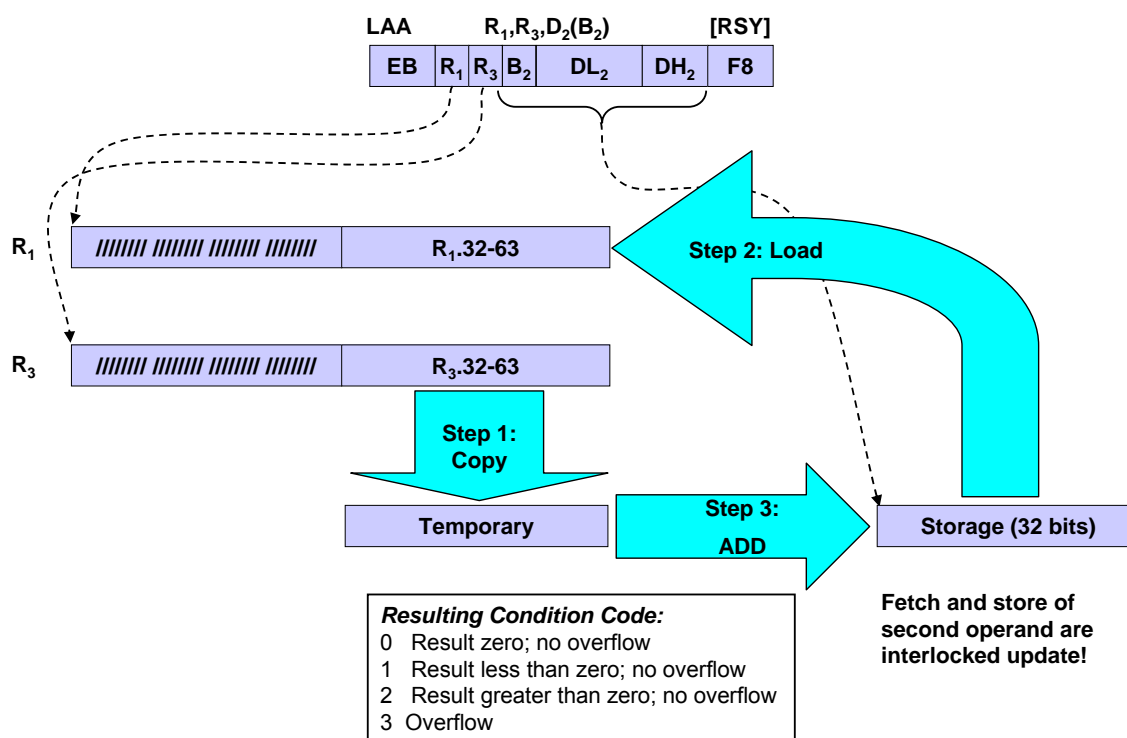 LAA R₁,R₃,D₂(B₂) [RSY]
EB R₁ R₃ B₂ DL₂ DH₂ F8
R₁ //////// //////// //////// //////// R₁.32-63
Step 2: Load
R₃ //////// //////// //////// //////// R₃.32-63
Step 1:
Copy
Temporary
Step 3:
ADD
Storage (32 bits)
Resulting Condition Code:
0 Result zero; no overflow
1 Result less than zero; no overflow
2 Result greater than zero; no overflow
3 Overflow
Fetch and store of
second operand are
interlocked update!